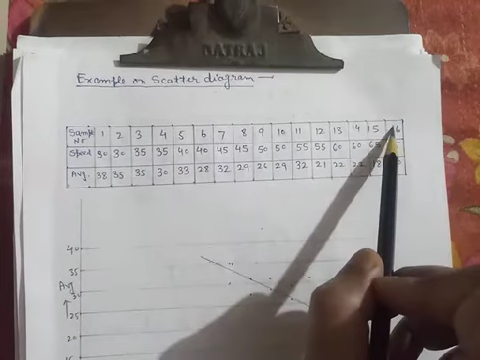 NATRAJ
Example on Scatter diagram —
Sample No. 1 2 3 4 5 6 7 8 9 10 11 12 13 14 15 16
Speed 30 30 35 35 40 40 45 45 50 50 55 55 60 60 65
Avg. 38 35 35 30 33 28 32 29 26 29 32 21 22 22 18
40
35
30
25
20
15
Avg